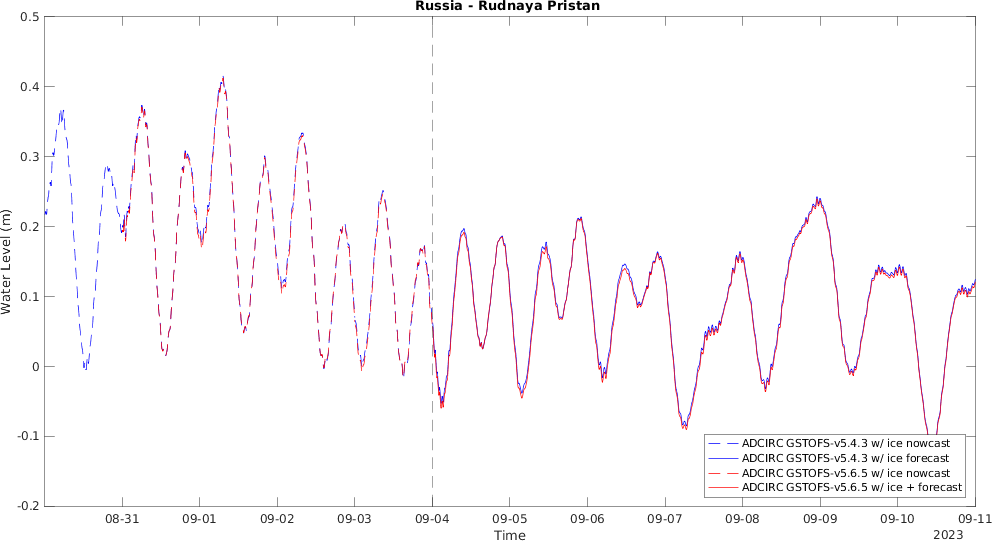 Russia - Rudnaya Pristan
0.5
0.4
0.3
0.2
0.1
0
-0.1
-0.2
Water Level (m)
ADCIRC GSTOFS-v5.4.3 w/ ice nowcast
ADCIRC GSTOFS-v5.4.3 w/ ice forecast
ADCIRC GSTOFS-v5.6.5 w/ ice nowcast
ADCIRC GSTOFS-v5.6.5 w/ ice + forecast
08-31 09-01 09-02 09-03 09-04 09-05 09-06 09-07 09-08 09-09 09-10 09-11
Time
2023